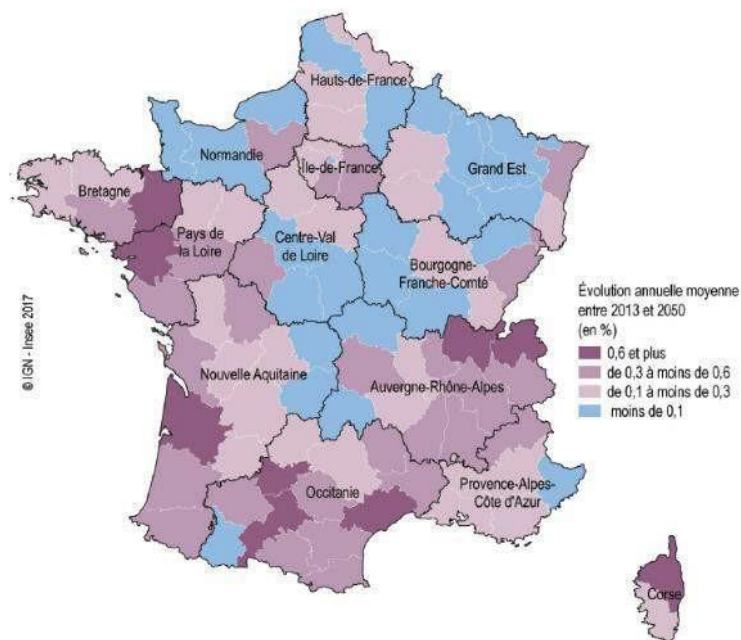 Hauts-de-France
Normandie
Île-de-France
Grand Est
Bretagne
Pays de
la Loire
Centre-Val
de Loire
Bourgogne-
Franche-Comté
Nouvelle Aquitaine
Auvergne-Rhône-Alpes
Occitanie
Provence-Alpes-
Côte d'Azur
Corse
© IGN - Insee 2017
Évolution annuelle moyenne
entre 2013 et 2050
(en %)
0,6 et plus
de 0,3 à moins de 0,6
de 0,1 à moins de 0,3
moins de 0,1